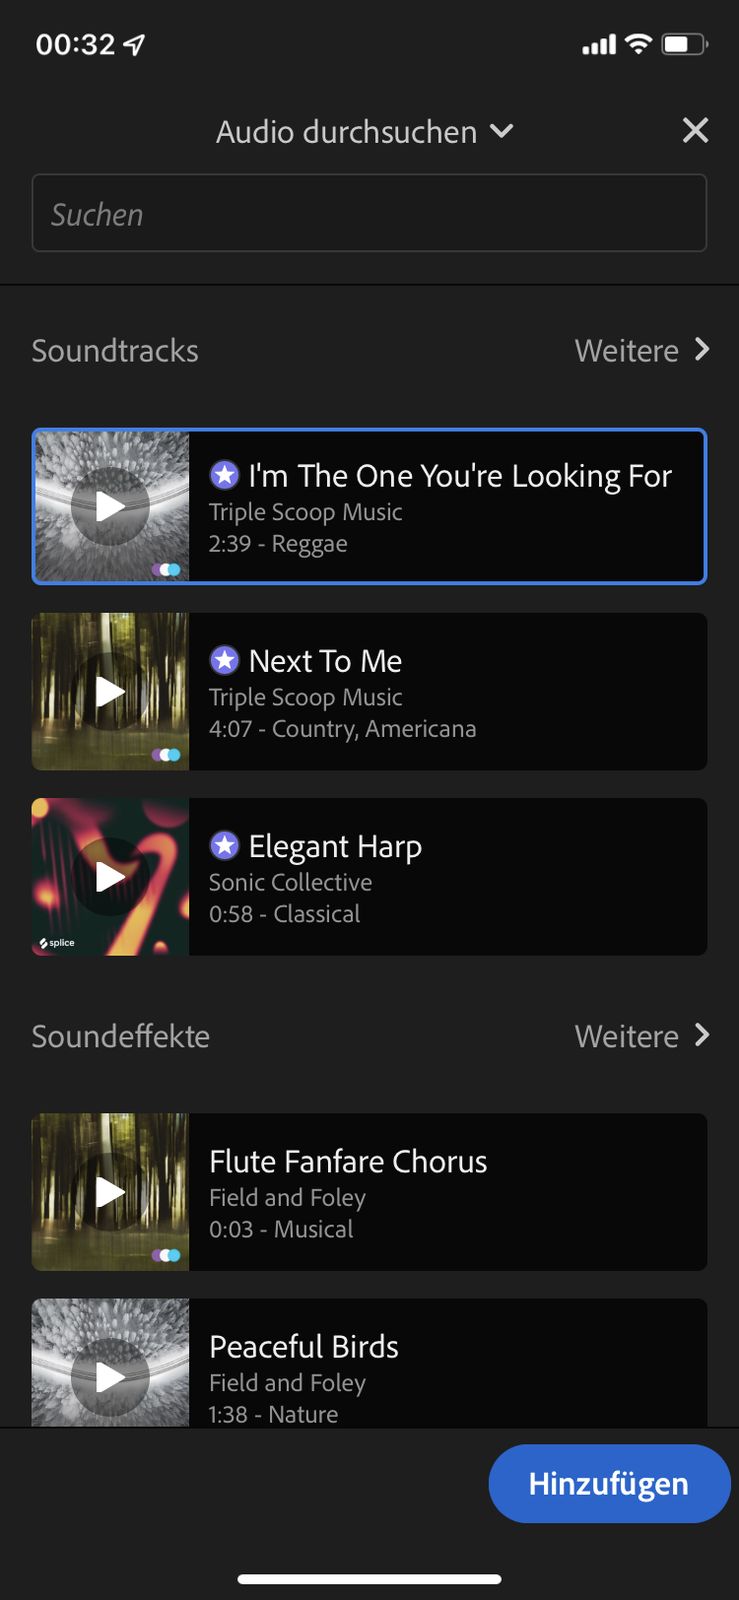 00:32
Audio durchsuchen
Suchen
Soundtracks
Weitere
I'm The One You're Looking For
Triple Scoop Music
2:39 - Reggae
Next To Me
Triple Scoop Music
4:07 - Country, Americana
Elegant Harp
Sonic Collective
0:58 - Classical
splice
Soundeffekte
Weitere
Flute Fanfare Chorus
Field and Foley
0:03 - Musical
Peaceful Birds
Field and Foley
1:38 - Nature
Hinzufügen